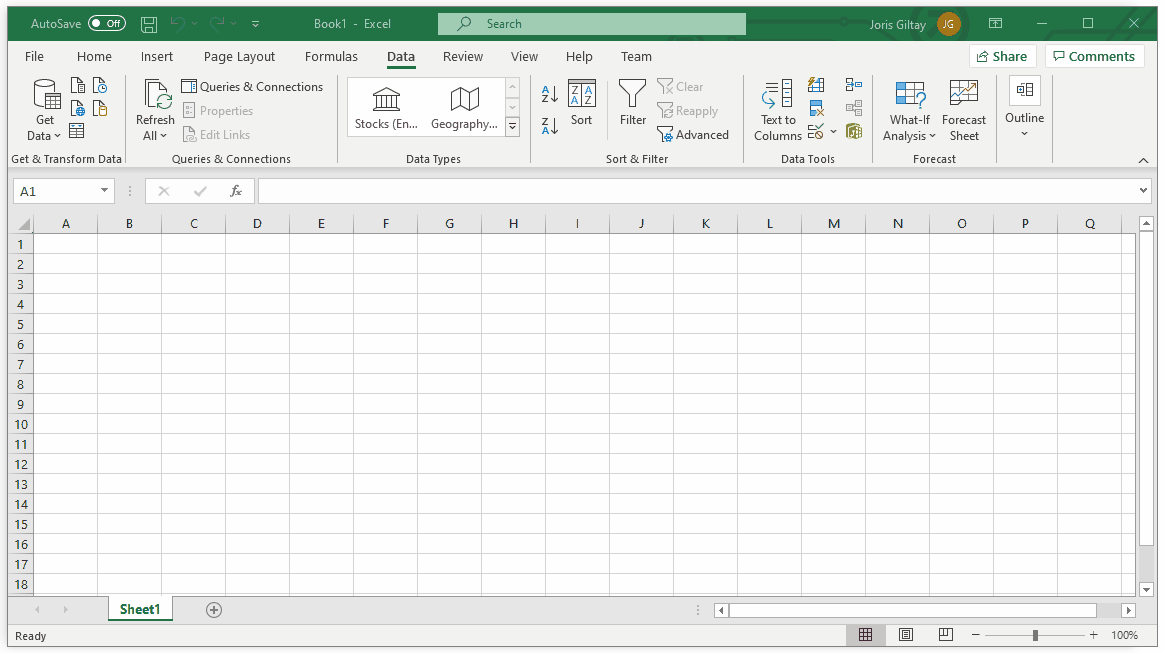 AutoSave Off Book1 - Excel Search Joris Giltay JG
File Home Insert Page Layout Formulas Data Review View Help Team Share Comments
Get Data
Refresh All
Queries & Connections
Properties
Edit Links
Stocks (En... Geography...
A Z
Z A
Z A A Z
Sort
Filter
Clear
Reapply
Advanced
Text to Columns
What-If Analysis
Forecast Sheet
Outline
Get & Transform Data Queries & Connections Data Types Sort & Filter Data Tools Forecast
A1 fx
A B C D E F G H I J K L M N O P Q
1
2
3
4
5
6
7
8
9
10
11
12
13
14
15
16
17
18
Sheet1
Ready 100%